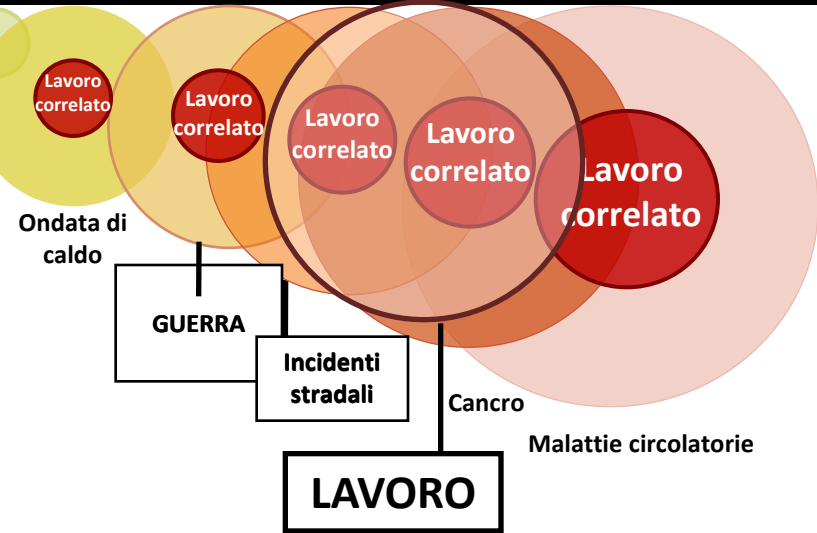 Lavoro
correlato
Lavoro
correlato
Lavoro
correlato
Lavoro
correlato
Lavoro
correlato
Ondata di
caldo
GUERRA
Incidenti
stradali
Cancro
Malattie circolatorie
LAVORO